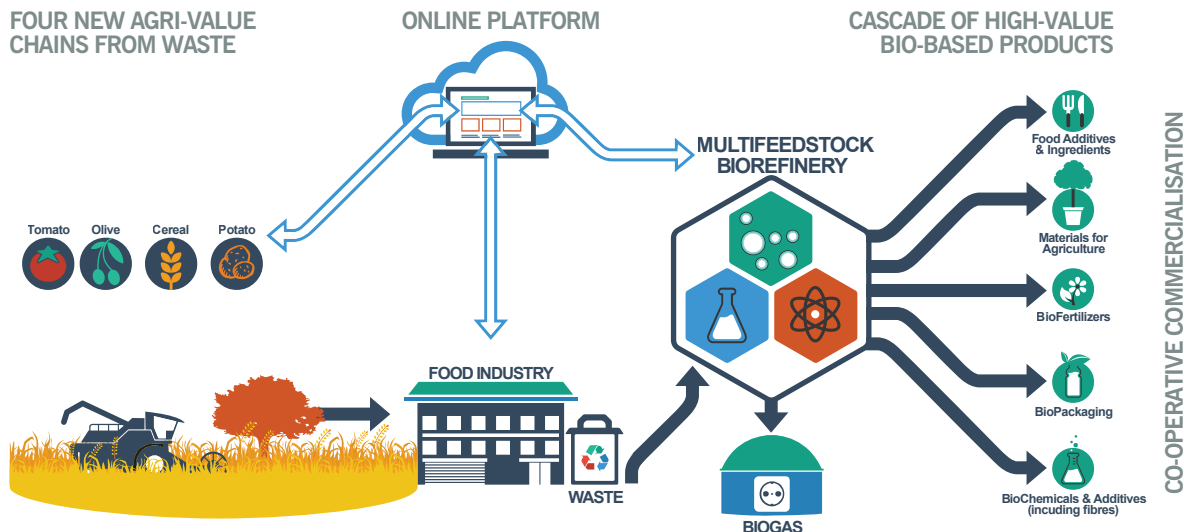 FOUR NEW AGRI-VALUE
CHAINS FROM WASTE
ONLINE PLATFORM
CASCADE OF HIGH-VALUE
BIO-BASED PRODUCTS
MULTIFEEDSTOCK
BIOREFINERY
Tomato
Olive
Cereal
Potato
FOOD INDUSTRY
WASTE
BIOGAS
Food Additives
& Ingredients
Materials for
Agriculture
BioFertilizers
BioPackaging
BioChemicals & Additives
(incuding fibres)
CO-OPERATIVE COMMERCIALISATION